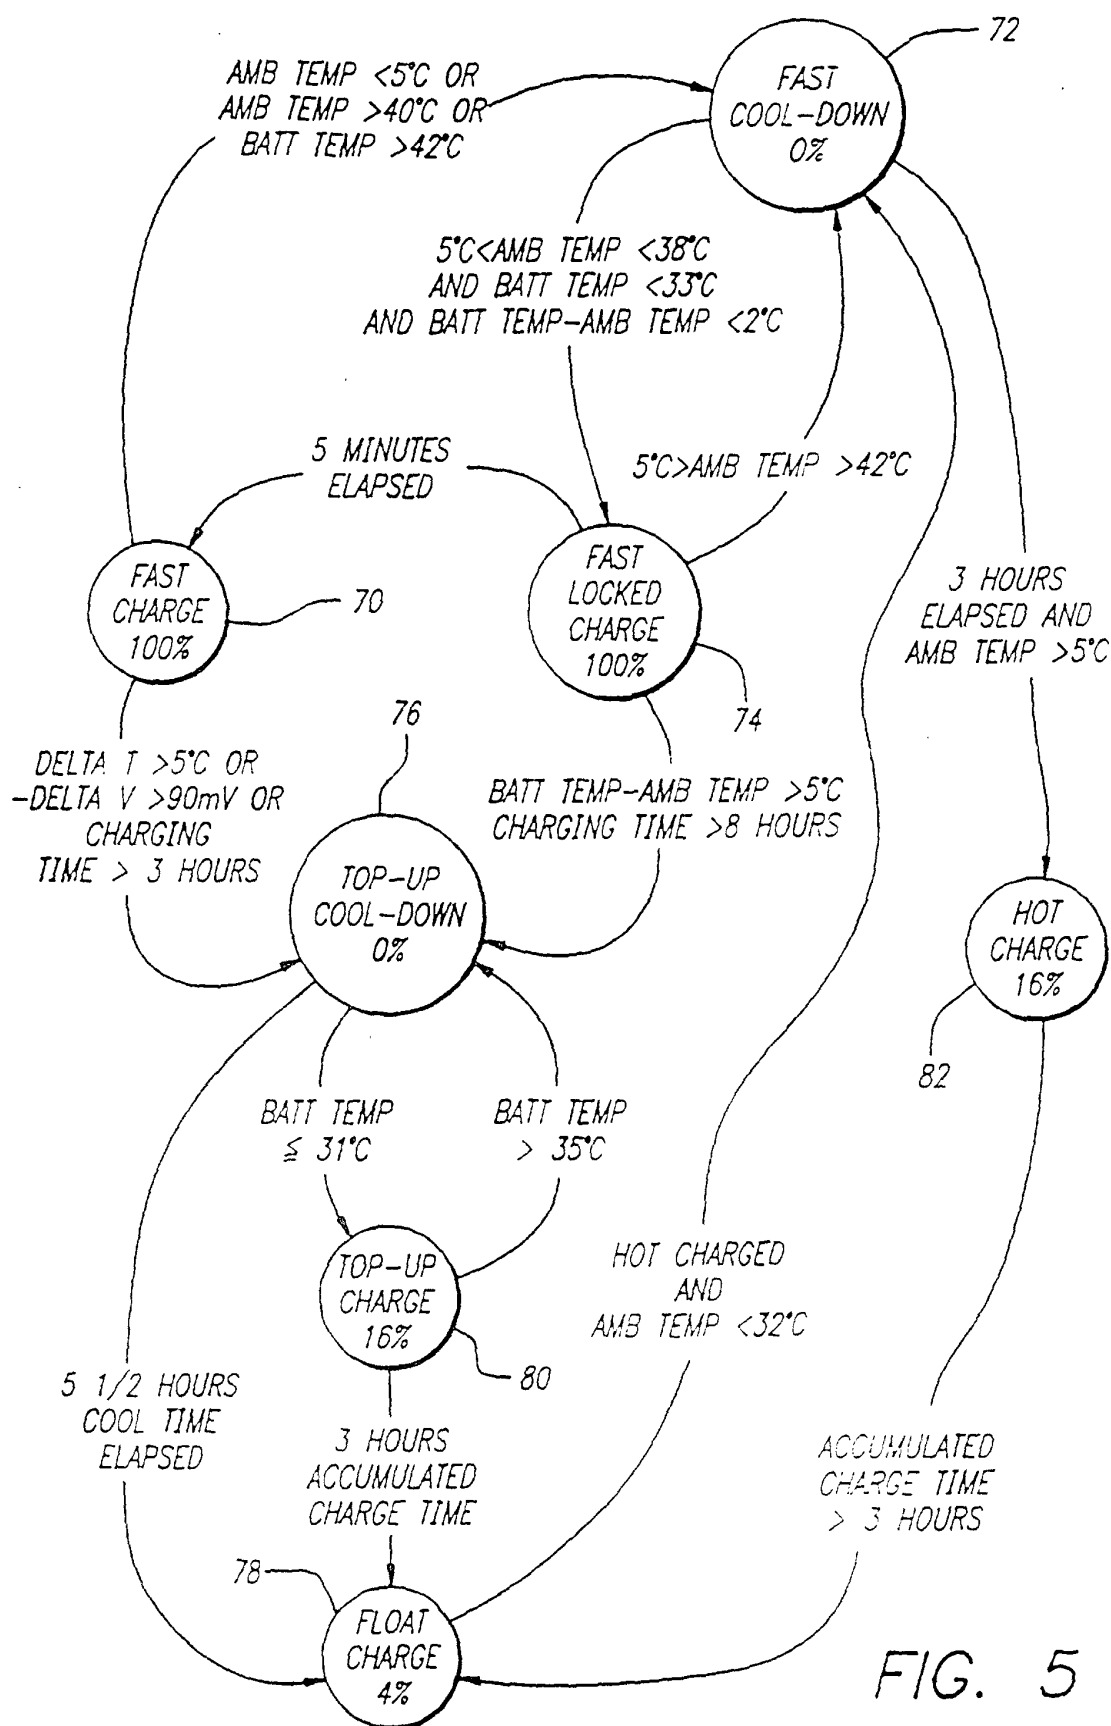 72
FAST
COOL-DOWN
0%
AMB TEMP <5°C OR
AMB TEMP >40°C OR
BATT TEMP >42°C
5°C<AMB TEMP <38°C
AND BATT TEMP <33°C
AND BATT TEMP-AMB TEMP <2°C
5 MINUTES
ELAPSED
5°C>AMB TEMP >42°C
FAST
CHARGE
100%
70
FAST
LOCKED
CHARGE
100%
74
3 HOURS
ELAPSED AND
AMB TEMP >5°C
76
DELTA T >5°C OR
-DELTA V >90mV OR
CHARGING
TIME > 3 HOURS
BATT TEMP-AMB TEMP >5°C
CHARGING TIME >8 HOURS
TOP-UP
COOL-DOWN
0%
HOT
CHARGE
16%
82
BATT TEMP
≦ 31°C
BATT TEMP
> 35°C
TOP-UP
CHARGE
16%
80
HOT CHARGED
AND
AMB TEMP <32°C
5 1/2 HOURS
COOL TIME
ELAPSED
3 HOURS
ACCUMULATED
CHARGE TIME
ACCUMULATED
CHARGE TIME
> 3 HOURS
78
FLOAT
CHARGE
4%
FIG. 5